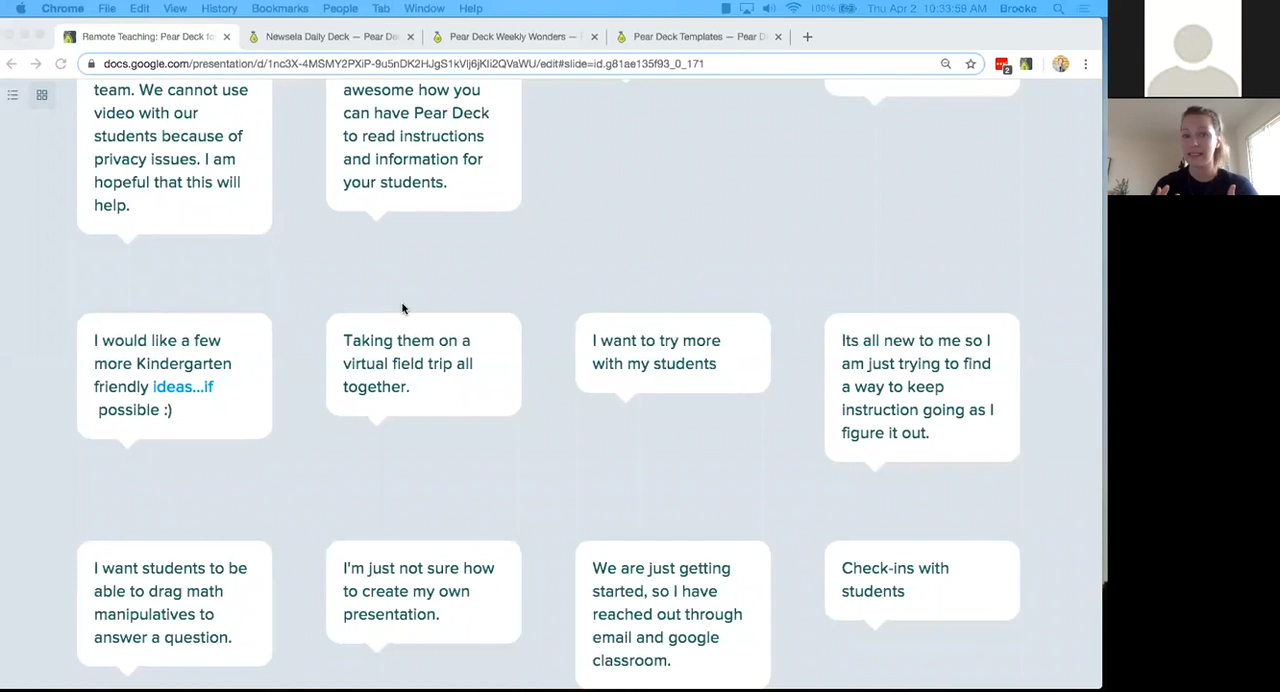 Chrome File Edit View History Bookmarks People Tab Window Help 100% Thu Apr 2 10:33:59 AM Brooke
Remote Teaching: Pear Deck fo Newsela Daily Deck — Pear De Pear Deck Weekly Wonders — Pear Deck Templates — Pear D
docs.google.com/presentation/d/1nc3X-4MSMY2PXiP-9u5nDK2HJgS1kVlj6jKli2QVaWU/edit#slide=id.g81ae135f93_0_171
2
team. We cannot use
video with our
students because of
privacy issues. I am
hopeful that this will
help.
awesome how you
can have Pear Deck
to read instructions
and information for
your students.
I would like a few
more Kindergarten
friendly ideas...if
possible :)
Taking them on a
virtual field trip all
together.
I want to try more
with my students
Its all new to me so I
am just trying to find
a way to keep
instruction going as I
figure it out.
I want students to be
able to drag math
manipulatives to
answer a question.
I'm just not sure how
to create my own
presentation.
We are just getting
started, so I have
reached out through
email and google
classroom.
Check-ins with
students